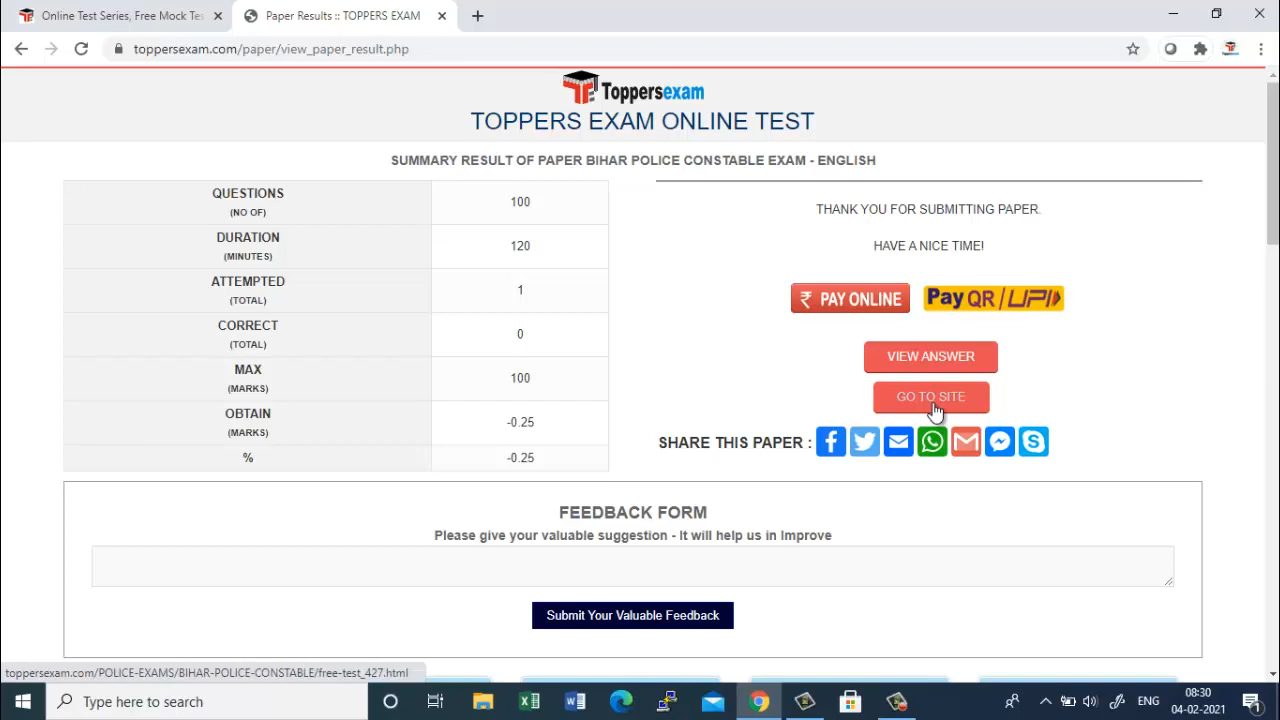 Online Test Series, Free Mock Tes
Paper Results :: TOPPERS EXAM
toppersexam.com/paper/view_paper_result.php
Toppersexam
TOPPERS EXAM ONLINE TEST
SUMMARY RESULT OF PAPER BIHAR POLICE CONSTABLE EXAM - ENGLISH
QUESTIONS
(NO OF)
100
DURATION
(MINUTES)
120
ATTEMPTED
(TOTAL)
1
CORRECT
(TOTAL)
0
MAX
(MARKS)
100
OBTAIN
(MARKS)
-0.25
%
-0.25
THANK YOU FOR SUBMITTING PAPER.
HAVE A NICE TIME!
₹ PAY ONLINE
Pay QR / UPI
VIEW ANSWER
GO TO SITE
SHARE THIS PAPER :
FEEDBACK FORM
Please give your valuable suggestion - It will help us in Improve
Submit Your Valuable Feedback
toppersexam.com/POLICE-EXAMS/BIHAR-POLICE-CONSTABLE/free-test_427.html
Type here to search
ENG
08:30
04-02-2021
1